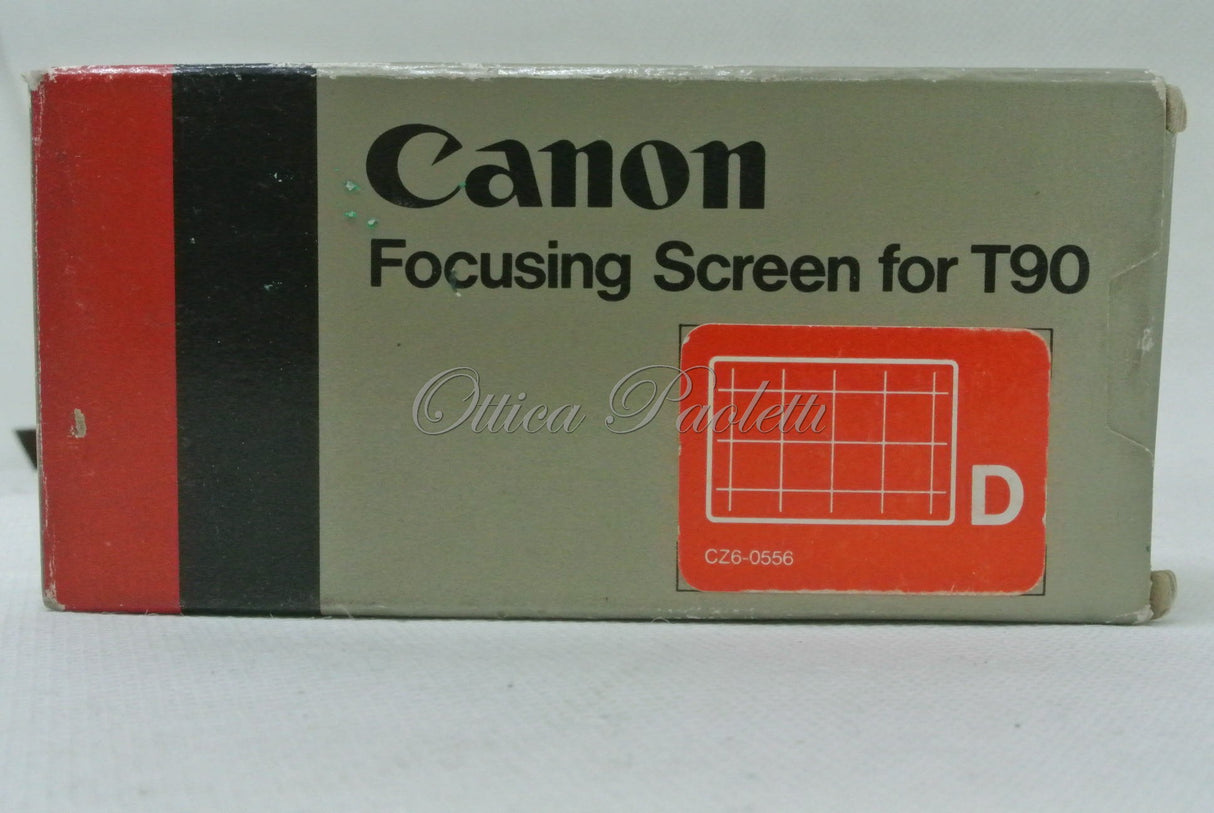 Canon
Focusing Screen for T90
Ottica Paoletti
D
CZ6-0556